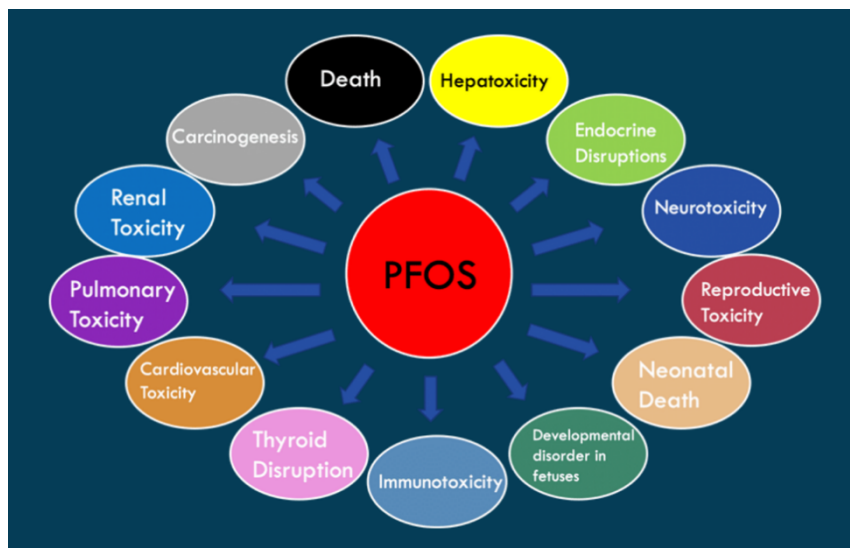 Death
Hepatoxicity
Carcinogenesis
Endocrine
Disruptions
Renal
Toxicity
Neurotoxicity
PFOS
Pulmonary
Toxicity
Reproductive
Toxicity
Cardiovascular
Toxicity
Neonatal
Death
Thyroid
Disruption
Immunotoxicity
Developmental
disorder in
fetuses